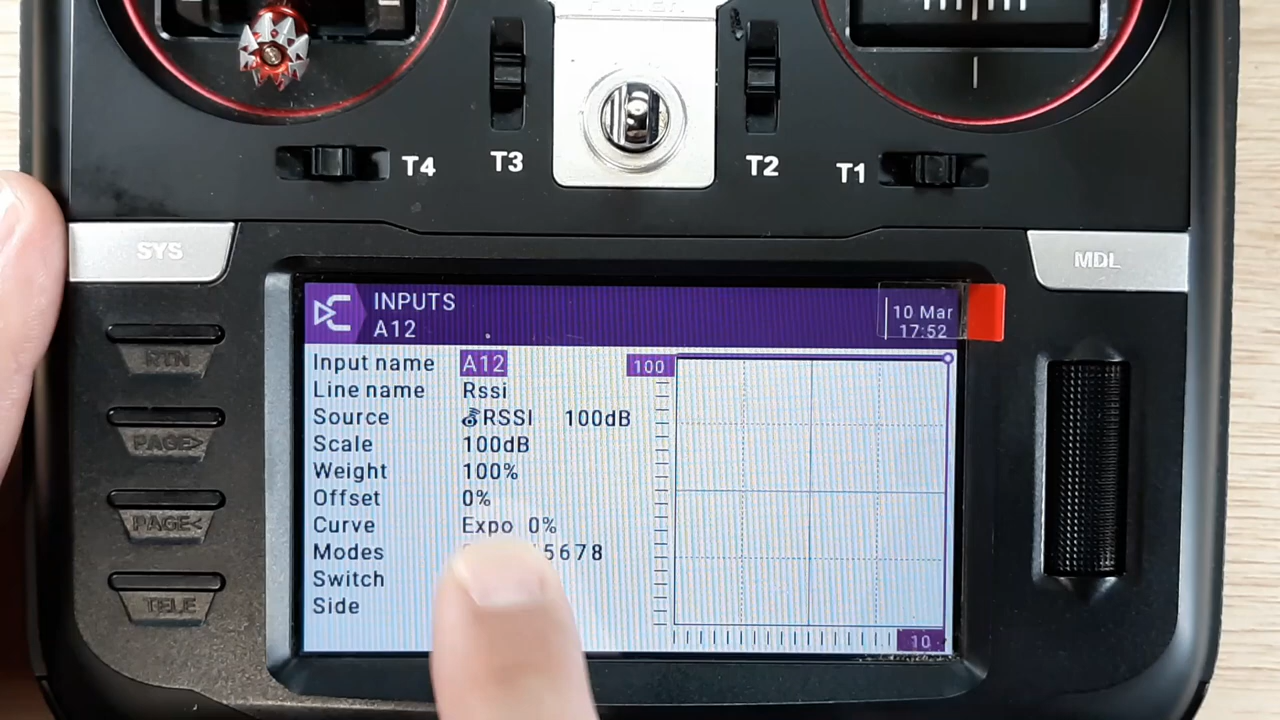 T4
T3
T2
T1
SYS
MDL
RTN
PAGE>
PAGE<
TELE
INPUTS
A12
10 Mar
17:52
Input name A12
Line name Rssi
Source RSSI 100dB
Scale 100dB
Weight 100%
Offset 0%
Curve Expo 0%
Modes 5678
Switch
Side
100
10